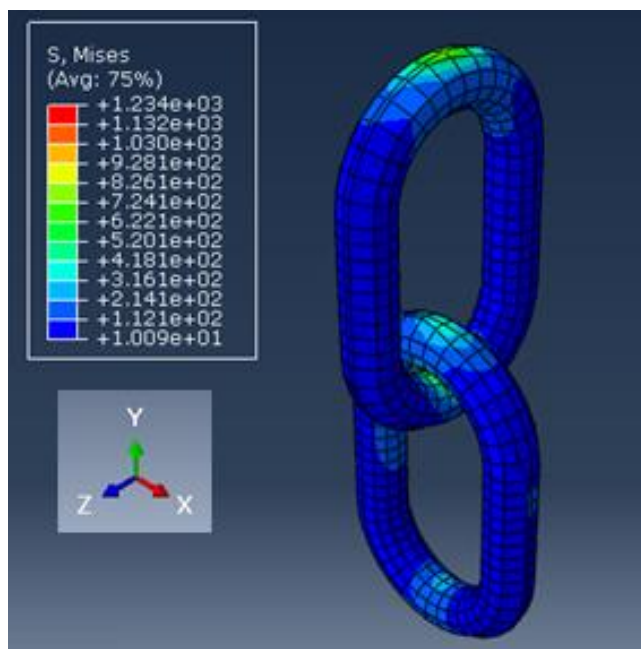 S, Mises
(Avg: 75%)
+1.234e+03
+1.132e+03
+1.030e+03
+9.281e+02
+8.261e+02
+7.241e+02
+6.221e+02
+5.201e+02
+4.181e+02
+3.161e+02
+2.141e+02
+1.121e+02
+1.009e+01
Y
Z
X